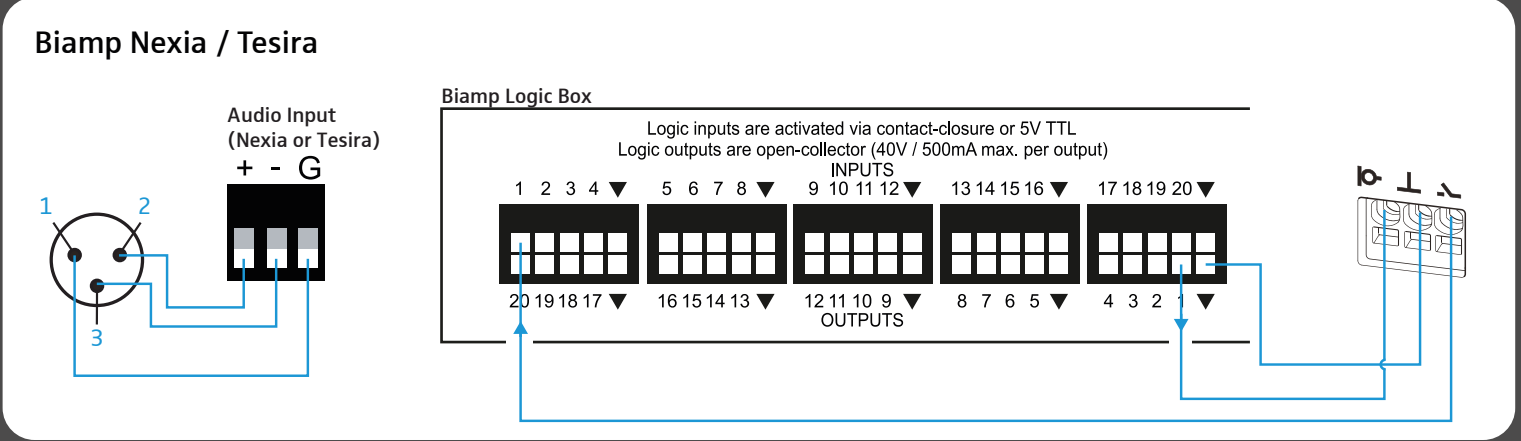 Biamp Nexia / Tesira
Audio Input
(Nexia or Tesira)
+ - G
1 2
3
Biamp Logic Box
Logic inputs are activated via contact-closure or 5V TTL
Logic outputs are open-collector (40V / 500mA max. per output)
INPUTS
1 2 3 4 ▼ 5 6 7 8 ▼ 9 10 11 12 ▼ 13 14 15 16 ▼ 17 18 19 20 ▼
20 19 18 17 ▼ 16 15 14 13 ▼ 12 11 10 9 ▼ 8 7 6 5 ▼ 4 3 2 1 ▼
OUTPUTS